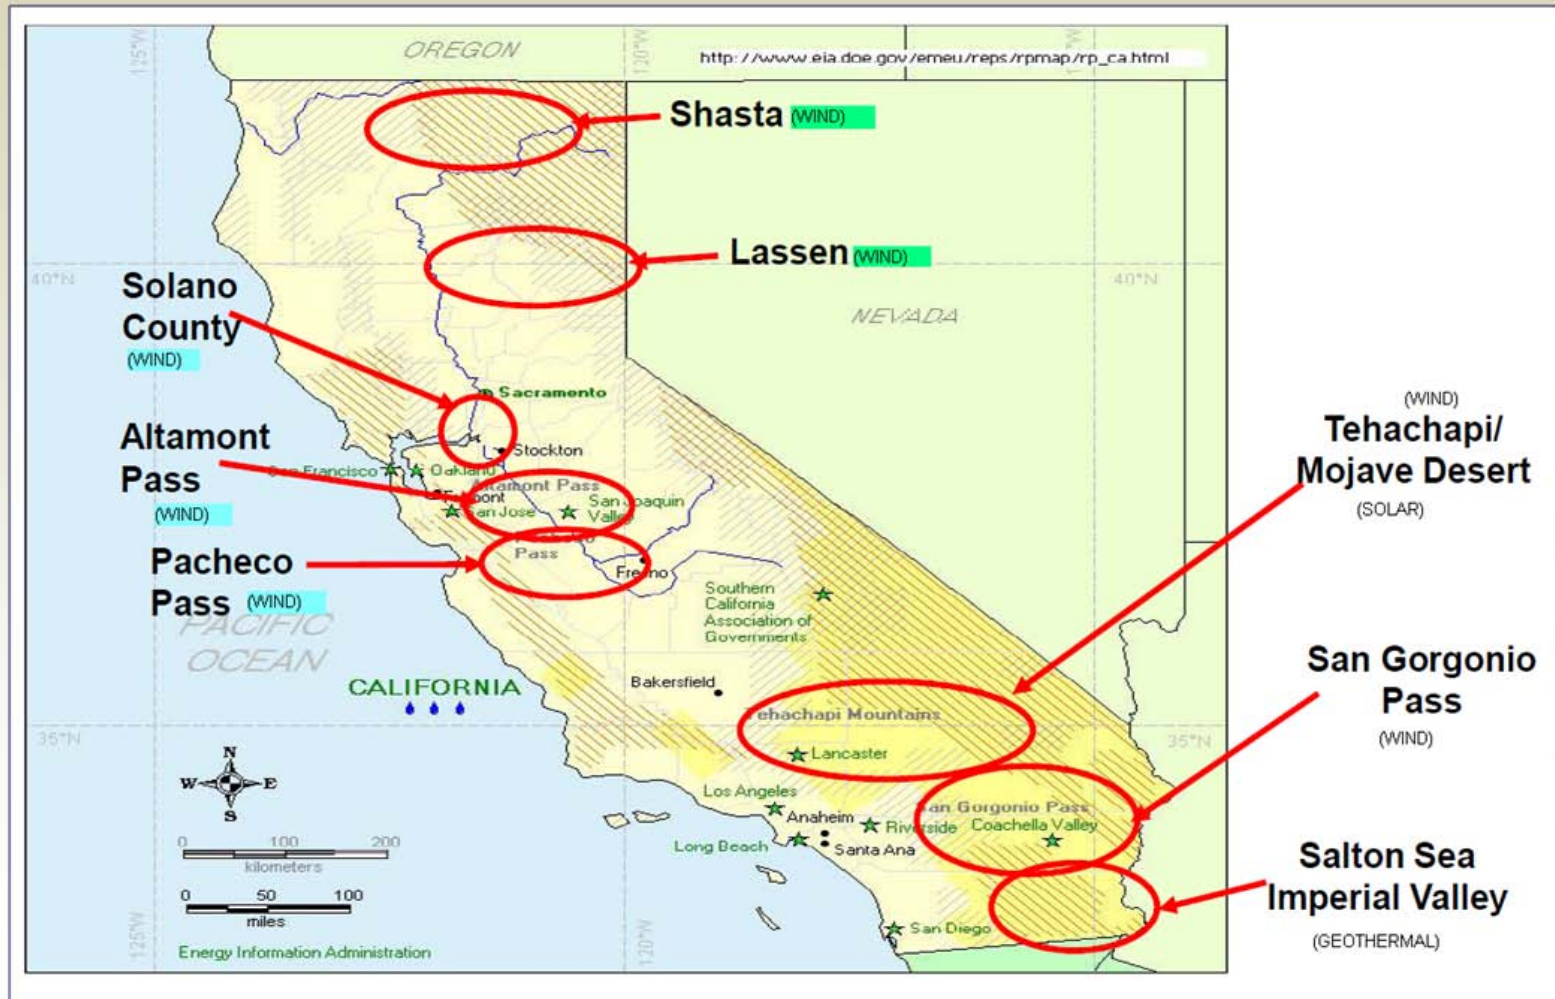 OREGON
125°W
120°W
http://www.eia.doe.gov/emeu/reps/rpmap/rp_ca.html
Shasta (WIND)
Lassen (WIND)
40°N
40°N
NEVADA
Solano
County
(WIND)
Sacramento
Stockton
Altamont
Pass
(WIND)
San Francisco
Oakland
Altamont Pass
Fremont
San Jose
San Joaquin
Valley
Pacheco
Pass (WIND)
Pacheco
Pass
Fresno
PACIFIC
OCEAN
Southern
California
Association of
Governments
(WIND)
Tehachapi/
Mojave Desert
(SOLAR)
CALIFORNIA
Bakersfield
Tehachapi Mountains
35°N
35°N
Lancaster
San Gorgonio
Pass
(WIND)
N
W E
S
Los Angeles
Anaheim
Riverside
San Gorgonio Pass
Coachella Valley
Long Beach
Santa Ana
0 100 200
kilometers
0 50 100
miles
Salton Sea
Imperial Valley
(GEOTHERMAL)
San Diego
125°W
120°W
Energy Information Administration